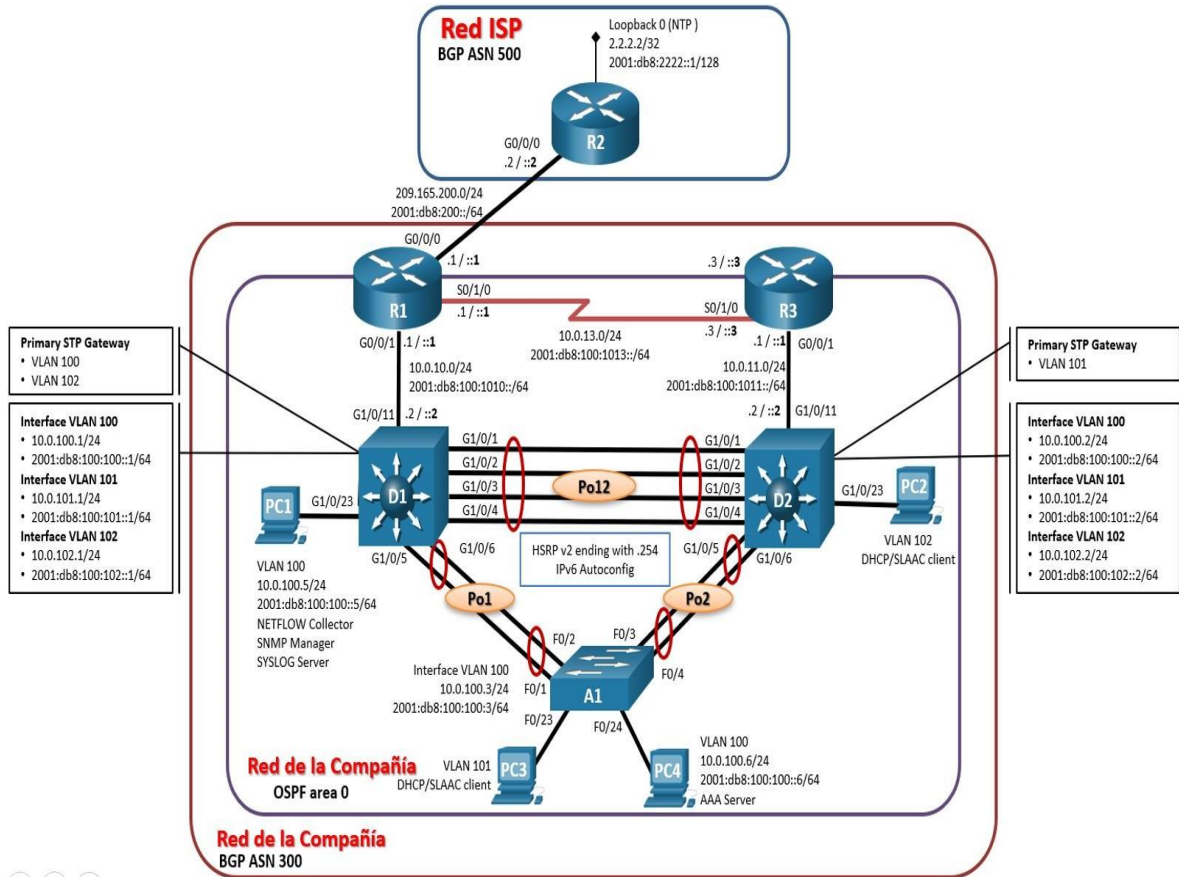 Red ISP
BGP ASN 500
Loopback 0 (NTP )
2.2.2.2/32
2001:db8:2222::1/128
R2
G0/0/0
.2 / ::2
209.165.200.0/24
2001:db8:200::/64
G0/0/0
.1 / ::1
R1
S0/1/0
.1 / ::1
.3 / ::3
R3
S0/1/0
.3 / ::3
10.0.13.0/24
2001:db8:100:1013::/64
G0/0/1
.1 / ::1
10.0.10.0/24
2001:db8:100:1010::/64
G1/0/11
.2 / ::2
.1 / ::1
G0/0/1
10.0.11.0/24
2001:db8:100:1011::/64
.2 / ::2
G1/0/11
Primary STP Gateway
• VLAN 100
• VLAN 102
Interface VLAN 100
• 10.0.100.1/24
• 2001:db8:100:100::1/64
Interface VLAN 101
• 10.0.101.1/24
• 2001:db8:100:101::1/64
Interface VLAN 102
• 10.0.102.1/24
• 2001:db8:100:102::1/64
Primary STP Gateway
• VLAN 101
Interface VLAN 100
• 10.0.100.2/24
• 2001:db8:100:100::2/64
Interface VLAN 101
• 10.0.101.2/24
• 2001:db8:100:101::2/64
Interface VLAN 102
• 10.0.102.2/24
• 2001:db8:100:102::2/64
D1
G1/0/1
G1/0/2
G1/0/3
G1/0/4
Po12
G1/0/1
G1/0/2
G1/0/3
G1/0/4
D2
PC1
G1/0/23
VLAN 100
10.0.100.5/24
2001:db8:100:100::5/64
NETFLOW Collector
SNMP Manager
SYSLOG Server
G1/0/23
PC2
VLAN 102
DHCP/SLAAC client
G1/0/5
G1/0/6
HSRP v2 ending with .254
IPv6 Autoconfig
G1/0/5
G1/0/6
Po1
Po2
F0/2
F0/3
F0/1
F0/4
Interface VLAN 100
10.0.100.3/24
2001:db8:100:100:3/64
A1
F0/23
F0/24
VLAN 101
DHCP/SLAAC client
PC3
PC4
VLAN 100
10.0.100.6/24
2001:db8:100:100::6/64
AAA Server
Red de la Compañía
OSPF area 0
Red de la Compañía
BGP ASN 300